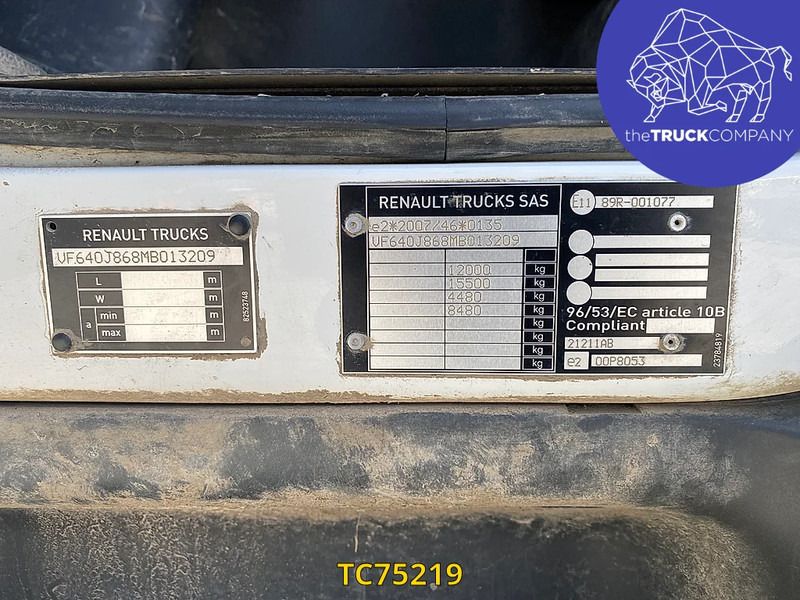 theTRUCKCOMPANY
RENAULT TRUCKS
VF640J868MB013209
L m
W m
a min m
max m
82523748
RENAULT TRUCKS SAS
e2*2007/46*0135
VF640J868MB013209
kg
12000 kg
15500 kg
4480 kg
8480 kg
kg
kg
kg
E11 89R-001077
96/53/EC article 10B
Compliant
21211AB
e2 00P8053
23784819
TC75219